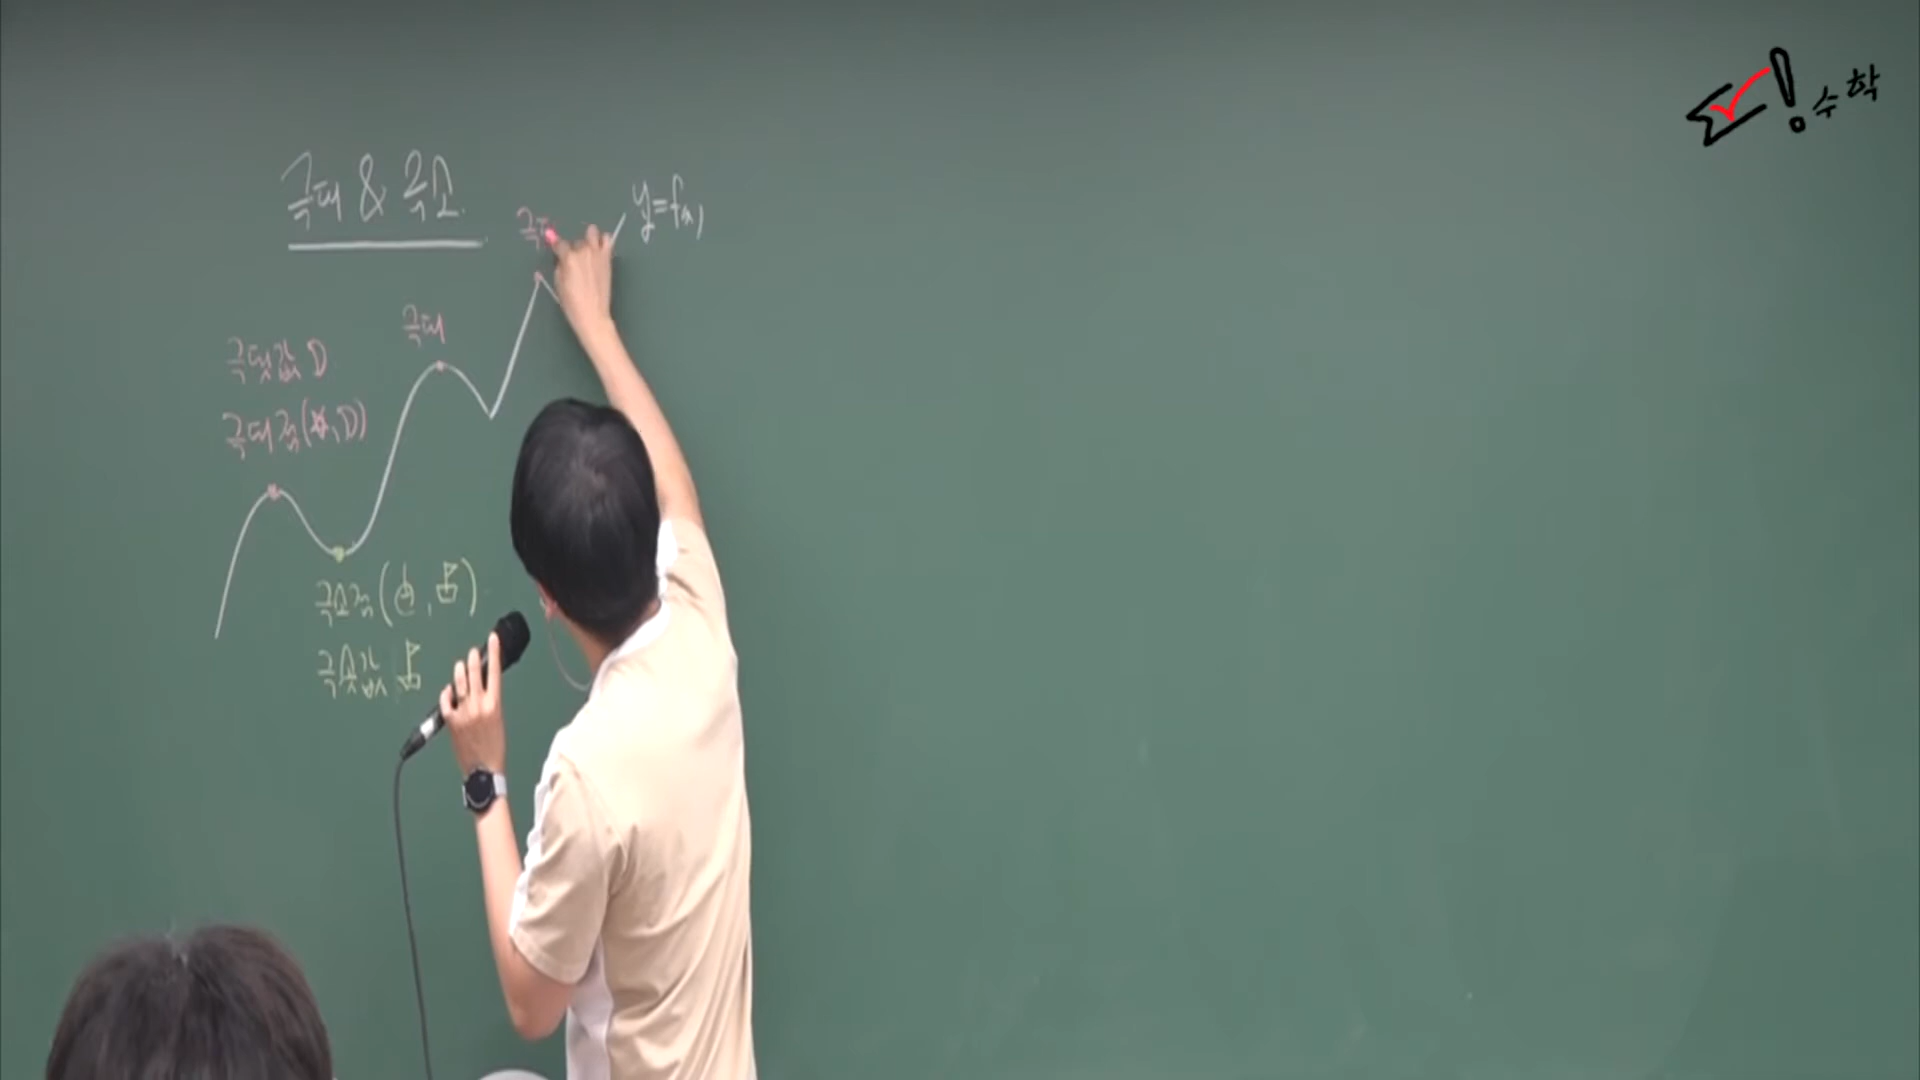 극대 & 극소
y=f(x)
극대
극댓값 D
극대점(☆, D)
극소점(
극솟값
수학